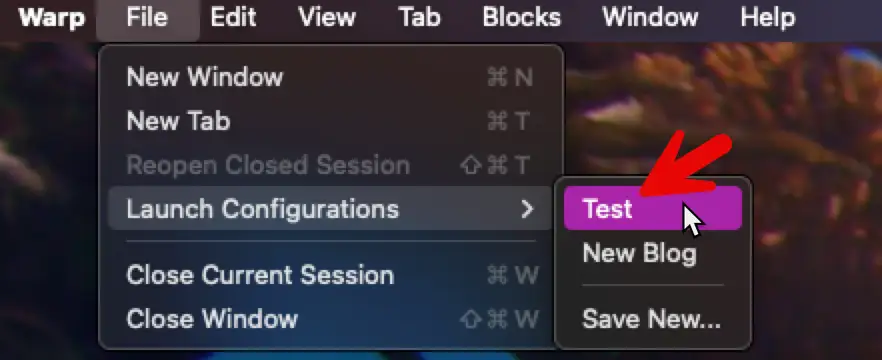 Warp File Edit View Tab Blocks Window Help
New Window ⌘ N
New Tab ⌘ T
Reopen Closed Session ⇧ ⌘ T
Launch Configurations >
Test
New Blog
Save New...
Close Current Session ⌘ W
Close Window ⇧ ⌘ W